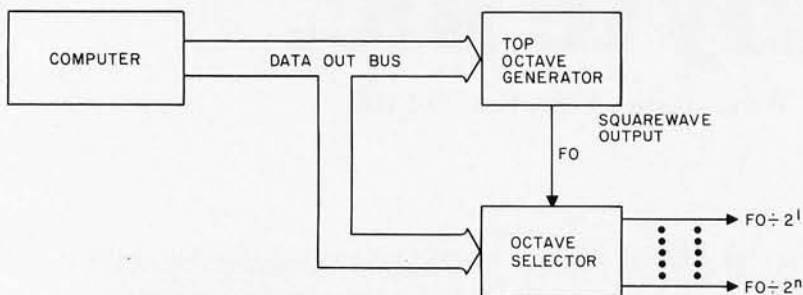 COMPUTER
DATA OUT BUS
TOP
OCTAVE
GENERATOR
SQUAREWAVE
OUTPUT
FO
OCTAVE
SELECTOR
FO÷2¹
FO÷2ⁿ